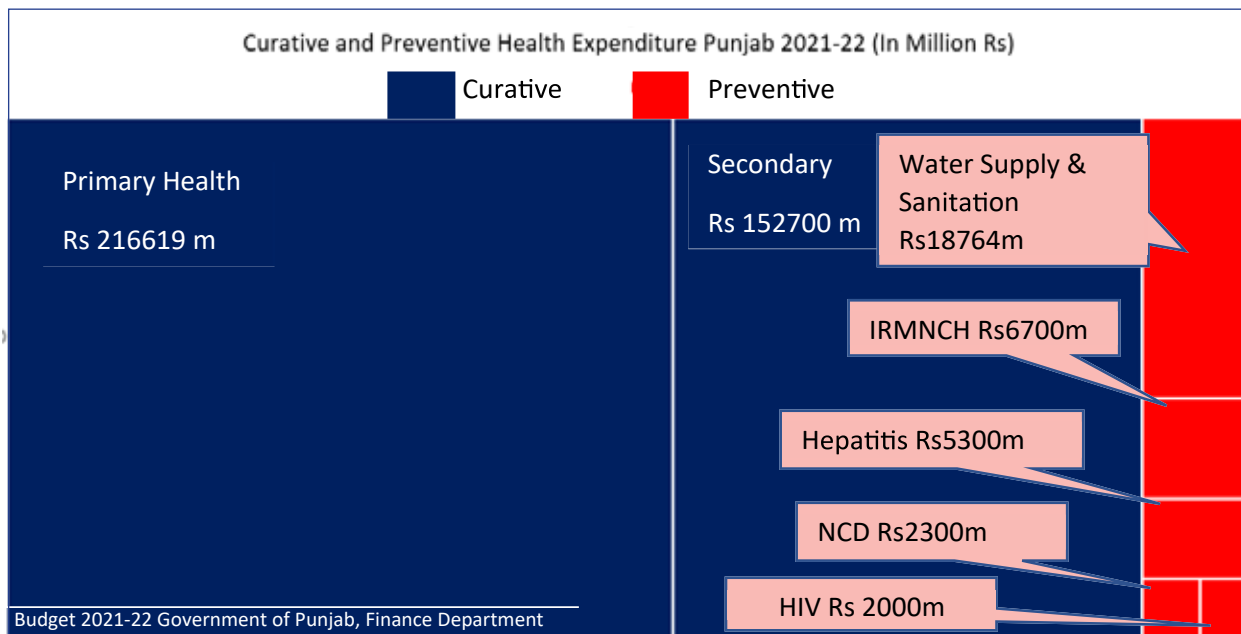 Curative and Preventive Health Expenditure Punjab 2021-22 (In Million Rs)
Curative
Preventive
Primary Health
Rs 216619 m
Secondary
Rs 152700 m
Water Supply &
Sanitation
Rs18764m
IRMNCH Rs6700m
Hepatitis Rs5300m
NCD Rs2300m
HIV Rs 2000m
Budget 2021-22 Government of Punjab, Finance Department